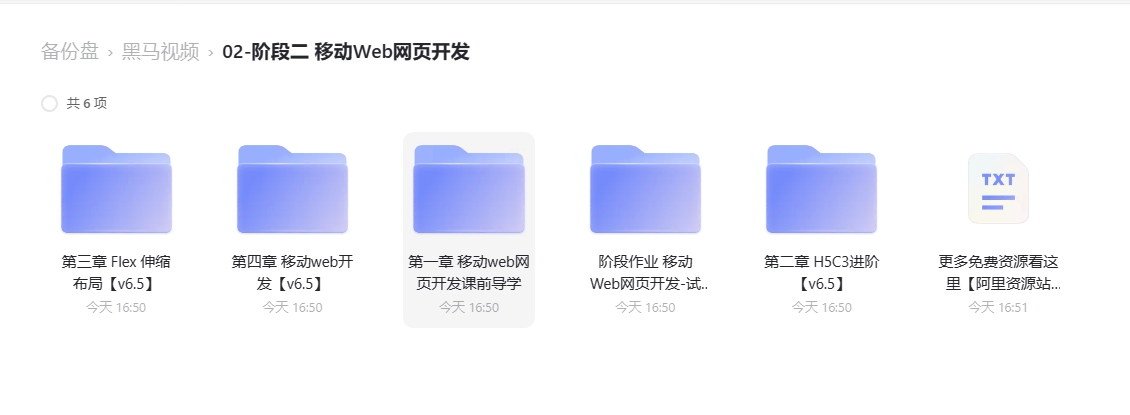 备份盘 › 黑马视频 › 02-阶段二 移动Web网页开发
共 6 项
第三章 Flex 伸缩
布局【v6.5】
今天 16:50
第四章 移动web开
发【v6.5】
今天 16:50
第一章 移动web网
页开发课前导学
今天 16:50
阶段作业 移动
Web网页开发-试..
今天 16:50
第二章 H5C3进阶
【v6.5】
今天 16:50
TXT
更多免费资源看这
里【阿里资源站...
今天 16:51